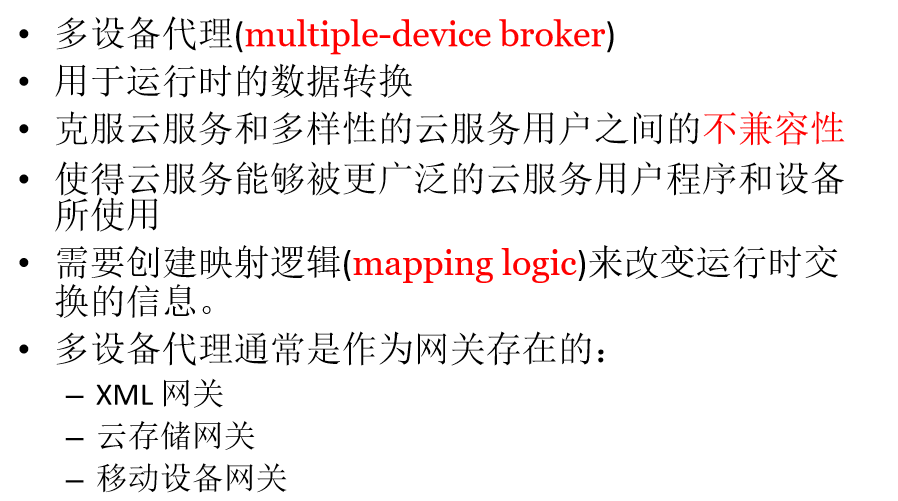 • 多设备代理(multiple-device broker)
• 用于运行时的数据转换
• 克服云服务和多样性的云服务用户之间的不兼容性
• 使得云服务能够被更广泛的云服务用户程序和设备
所使用
• 需要创建映射逻辑(mapping logic)来改变运行时交
换的信息。
• 多设备代理通常是作为网关存在的：
– XML 网关
– 云存储网关
– 移动设备网关